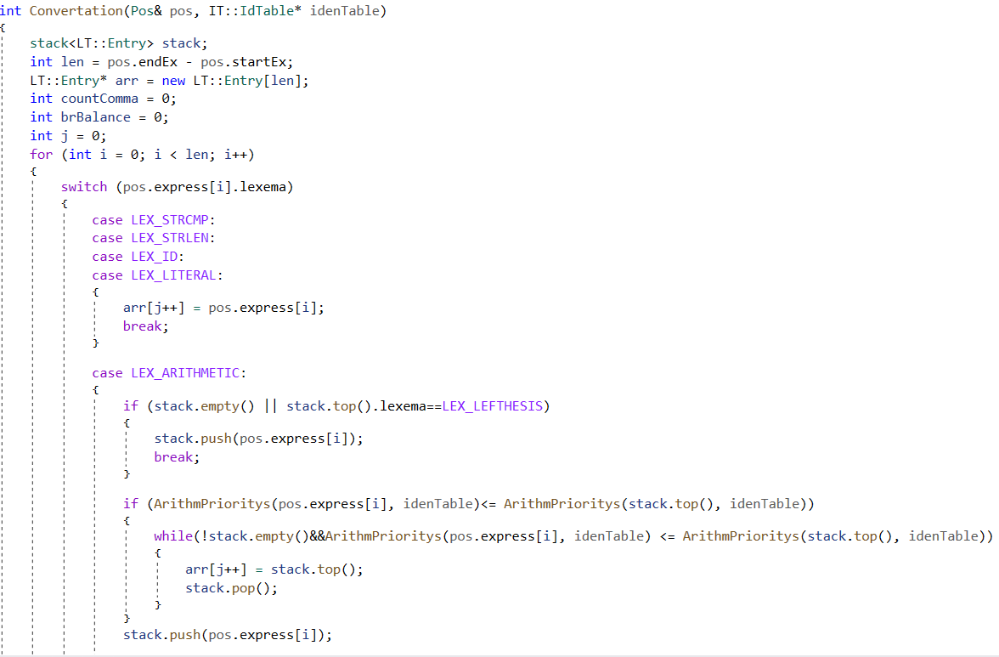 int Convertation(Pos& pos, IT::IdTable* idenTable)
{
    stack<LT::Entry> stack;
    int len = pos.endEx - pos.startEx;
    LT::Entry* arr = new LT::Entry[len];
    int countComma = 0;
    int brBalance = 0;
    int j = 0;
    for (int i = 0; i < len; i++)
    {
        switch (pos.express[i].lexema)
        {
            case LEX_STRCMP:
            case LEX_STRLEN:
            case LEX_ID:
            case LEX_LITERAL:
            {
                arr[j++] = pos.express[i];
                break;
            }
            case LEX_ARITHMETIC:
            {
                if (stack.empty() || stack.top().lexema==LEX_LEFTHESIS)
                {
                    stack.push(pos.express[i]);
                    break;
                }
                if (ArithmPrioritys(pos.express[i], idenTable)<= ArithmPrioritys(stack.top(), idenTable))
                {
                    while(!stack.empty()&&ArithmPrioritys(pos.express[i], idenTable) <= ArithmPrioritys(stack.top(), idenTable))
                    {
                        arr[j++] = stack.top();
                        stack.pop();
                    }
                }
                stack.push(pos.express[i]);